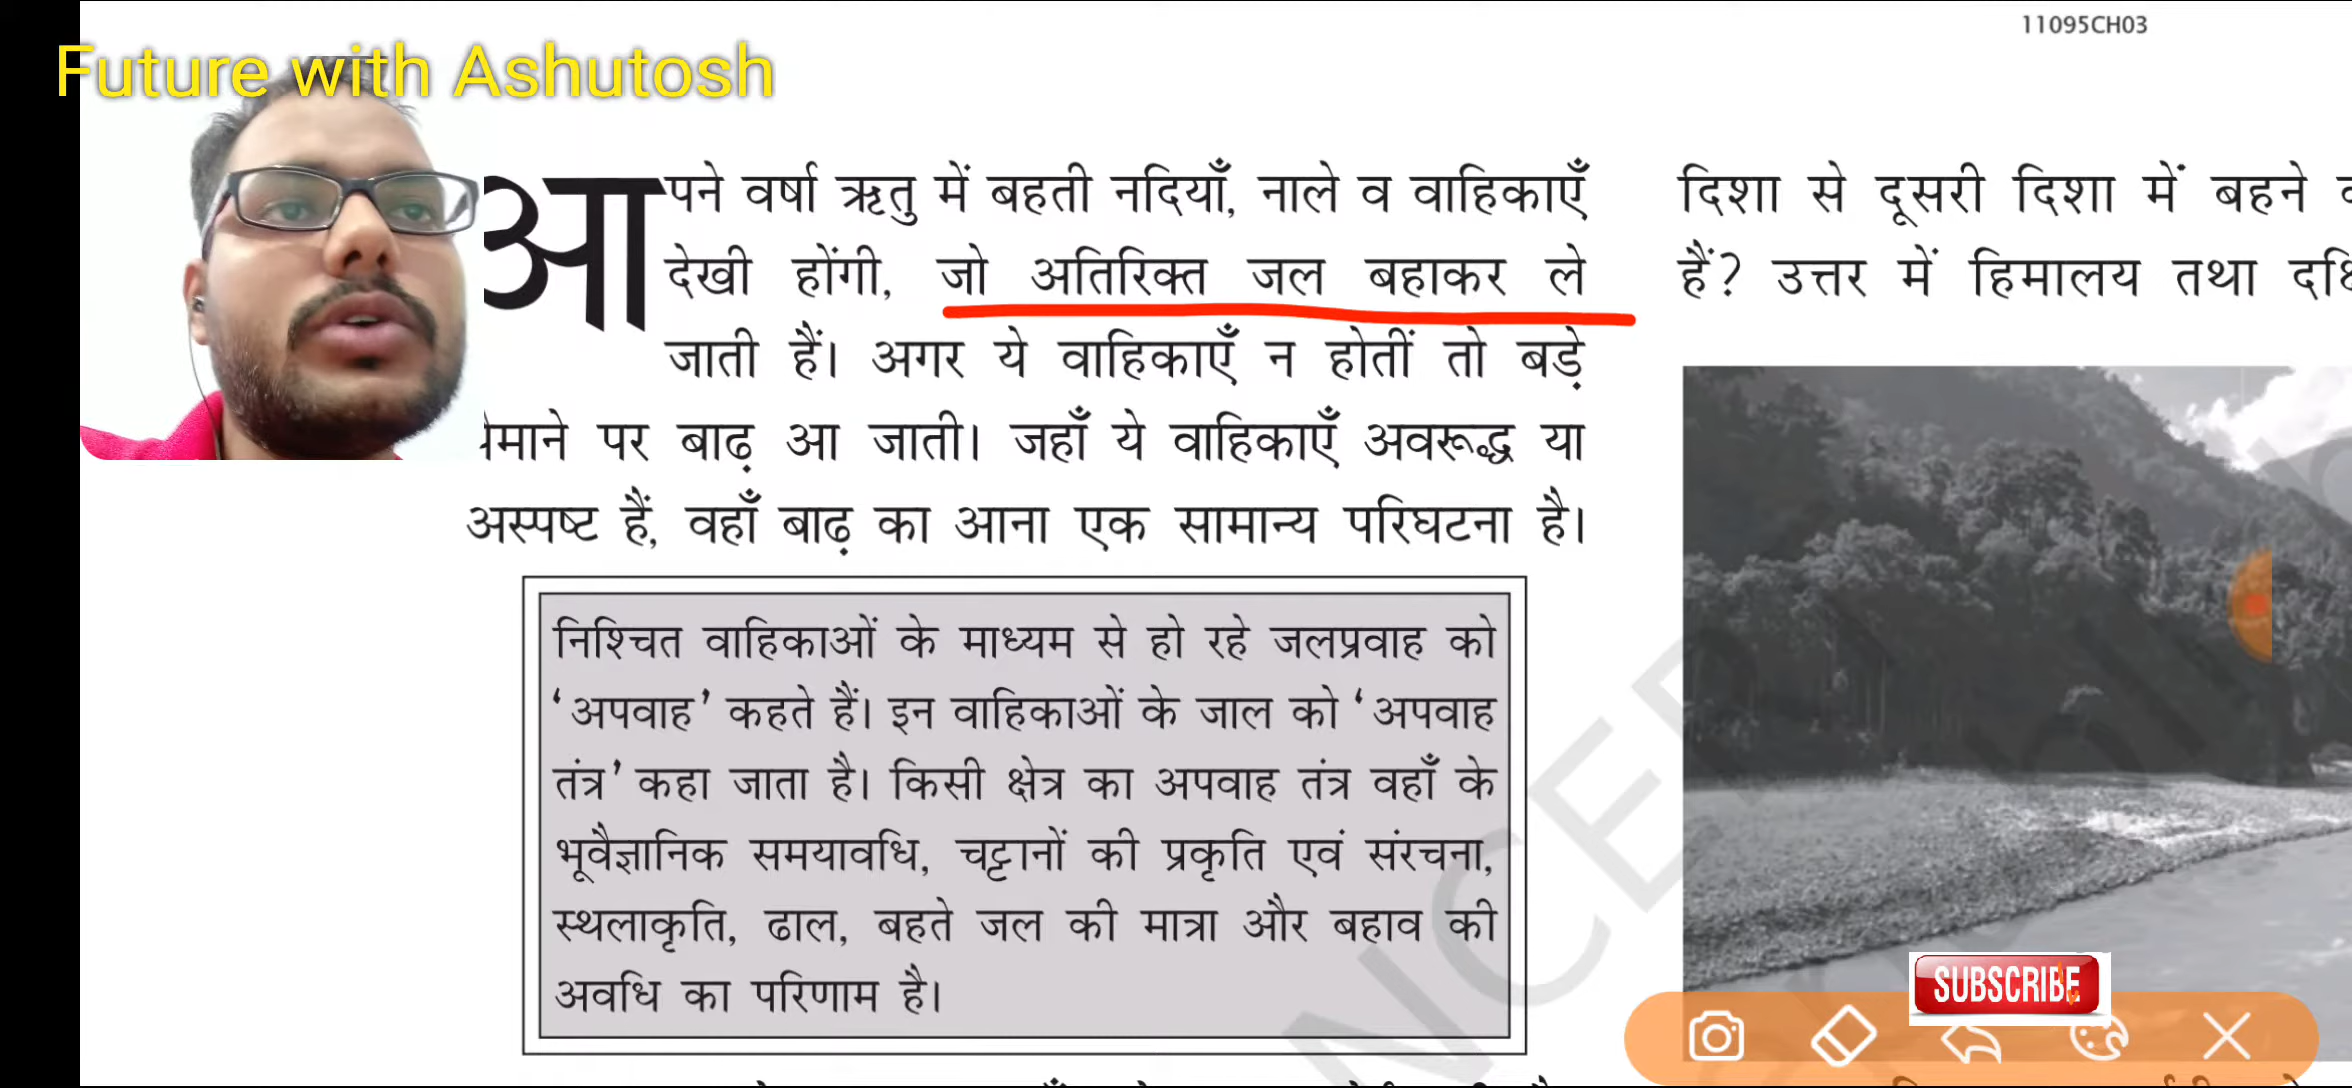 11095CH03
Future with Ashutosh
आपने वर्षा ऋतु में बहती नदियाँ, नाले व वाहिकाएँ
देखी होंगी, जो अतिरिक्त जल बहाकर ले
जाती हैं। अगर ये वाहिकाएँ न होतीं तो बड़े
पर बाढ़ आ जाती। जहाँ ये वाहिकाएँ अवरूद्ध या
अस्पष्ट हैं, वहाँ बाढ़ का आना एक सामान्य परिघटना है।
निश्चित वाहिकाओं के माध्यम से हो रहे जलप्रवाह को
‘अपवाह’ कहते हैं। इन वाहिकाओं के जाल को ‘अपवाह
तंत्र’ कहा जाता है। किसी क्षेत्र का अपवाह तंत्र वहाँ के
भूवैज्ञानिक समयावधि, चट्टानों की प्रकृति एवं संरचना,
स्थलाकृति, ढाल, बहते जल की मात्रा और बहाव की
अवधि का परिणाम है।
दिशा से दूसरी दिशा में बहने
हैं? उत्तर में हिमालय तथा
SUBSCRIBE